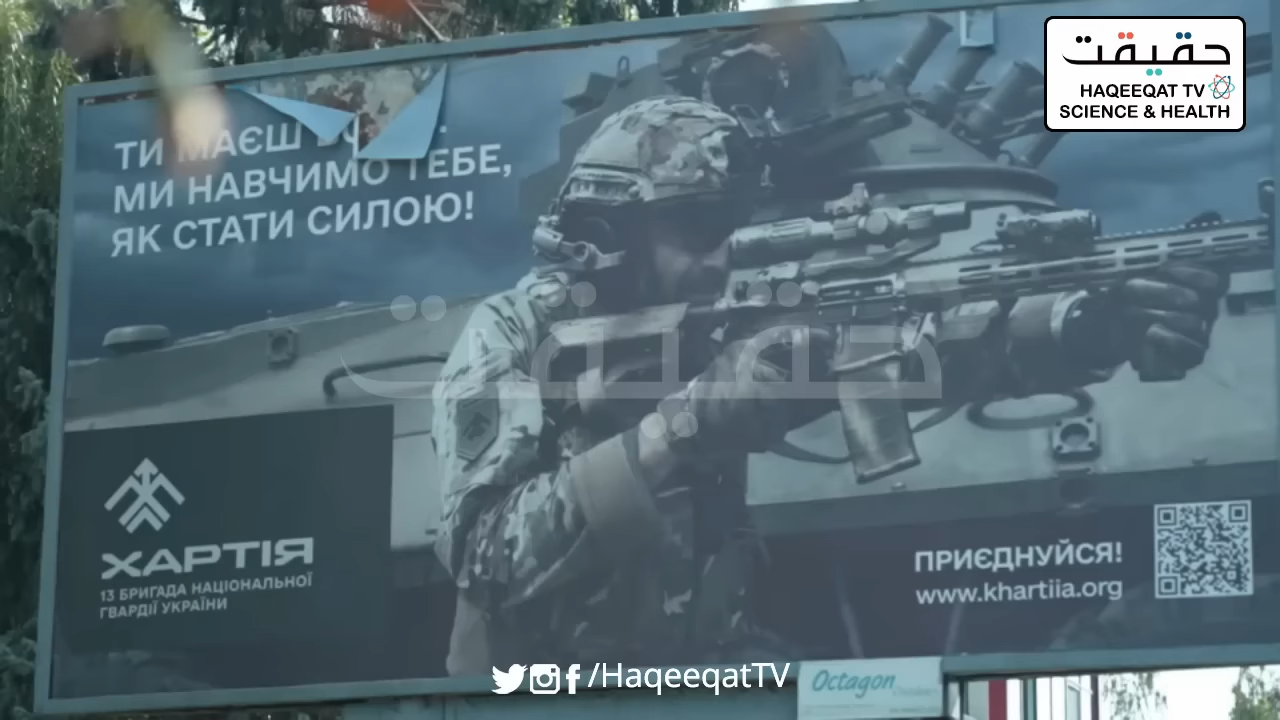 حقيقت
HAQEEQAT TV
SCIENCE & HEALTH
ТИ МАЄШ
МИ НАВЧИМО ТЕБЕ,
ЯК СТАТИ СИЛОЮ!
حقيقت
ХАРТІЯ
13 БРИГАДА НАЦІОНАЛЬНОЇ
ГВАРДІЇ УКРАЇНИ
ПРИЄДНУЙСЯ!
www.khartiia.org
/HaqeeqatTV
Octagon